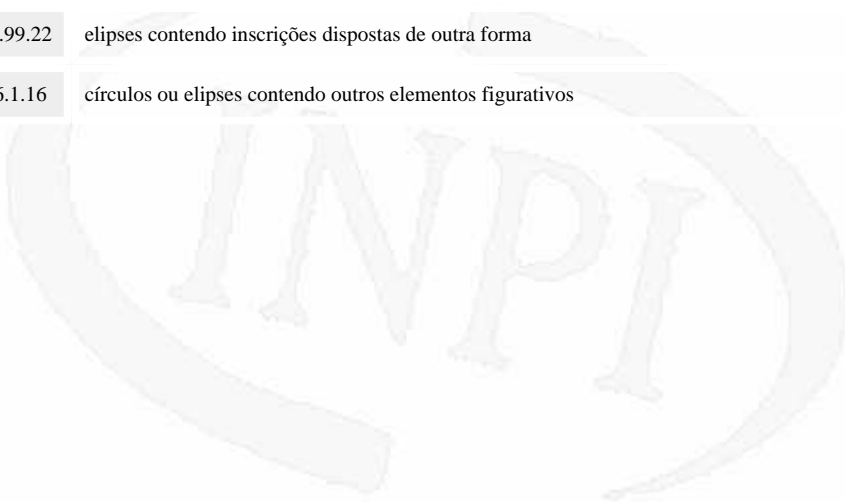 .99.22 elipses contendo inscrições dispostas de outra forma
6.1.16 círculos ou elipses contendo outros elementos figurativos
INPI